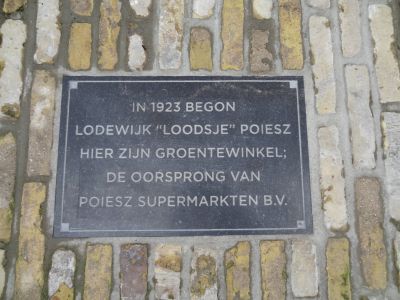 IN 1923 BEGON
LODEWIJK "LOODSJE" POIESZ
HIER ZIJN GROENTEWINKEL;
DE OORSPRONG VAN
POIESZ SUPERMARKTEN B.V.